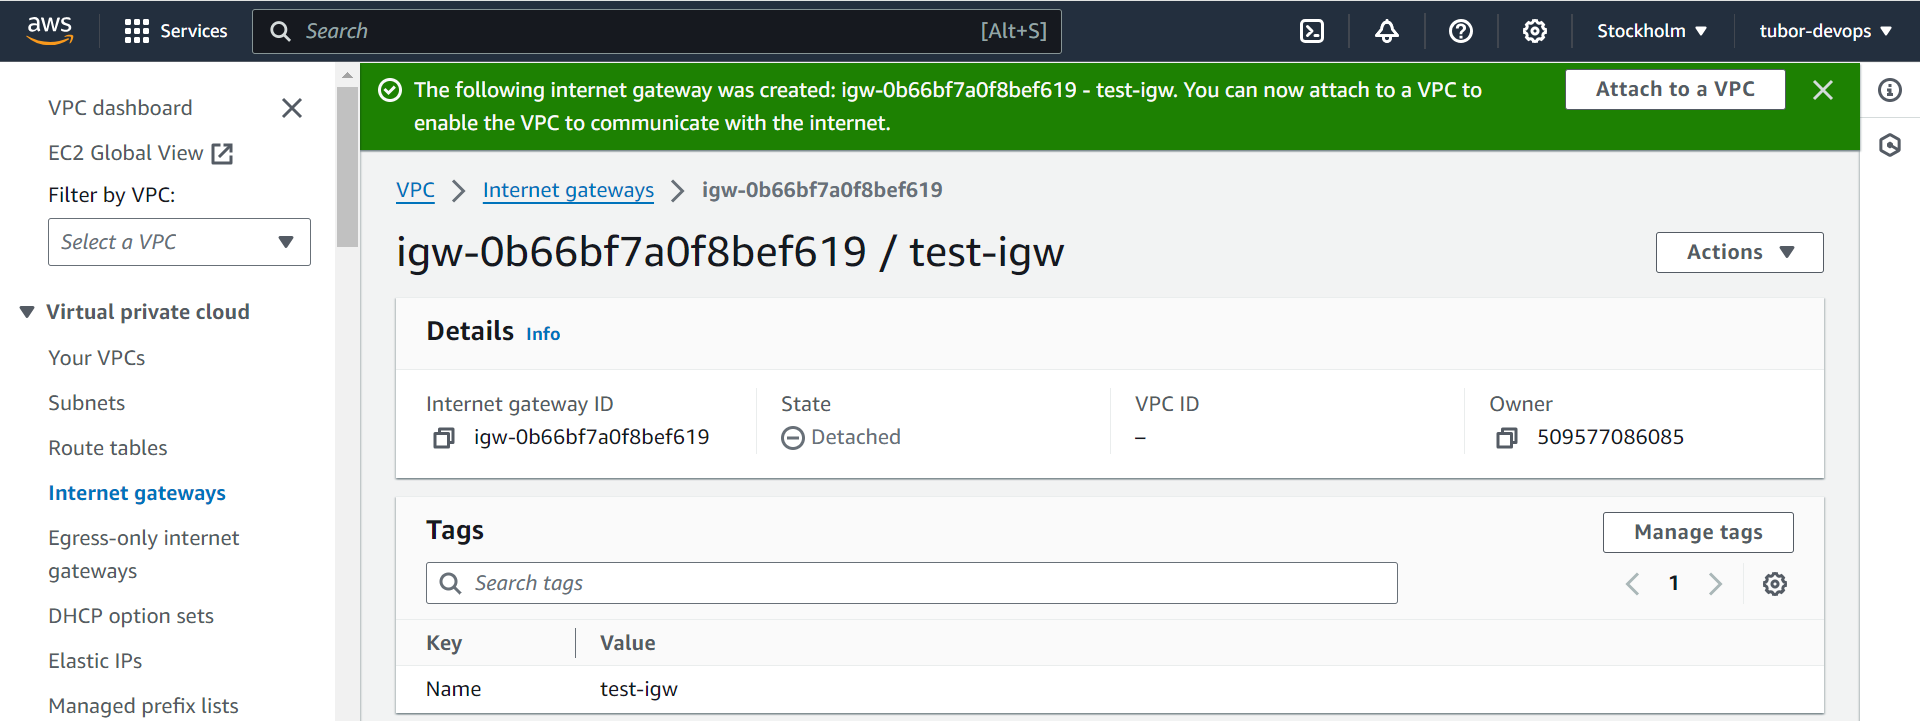 aws
Services
Search [Alt+S]
Stockholm
tubor-devops
VPC dashboard
EC2 Global View
Filter by VPC:
Select a VPC
Virtual private cloud
Your VPCs
Subnets
Route tables
Internet gateways
Egress-only internet
gateways
DHCP option sets
Elastic IPs
Managed prefix lists
The following internet gateway was created: igw-0b66bf7a0f8bef619 - test-igw. You can now attach to a VPC to
enable the VPC to communicate with the internet.
Attach to a VPC
VPC Internet gateways igw-0b66bf7a0f8bef619
igw-0b66bf7a0f8bef619 / test-igw
Actions
Details Info
Internet gateway ID
igw-0b66bf7a0f8bef619
State
Detached
VPC ID
–
Owner
509577086085
Tags
Manage tags
Search tags
1
Key Value
Name test-igw